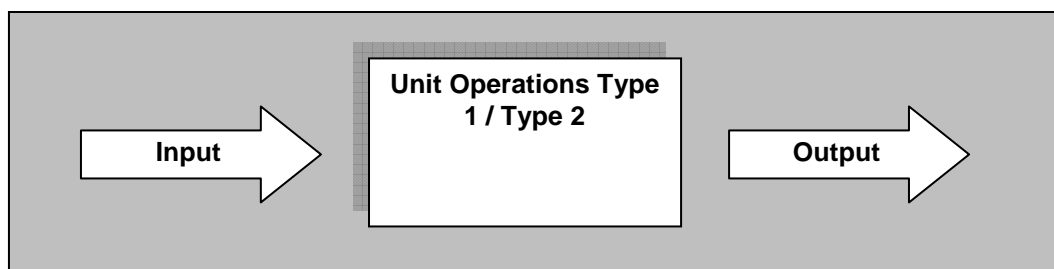 Input
Unit Operations Type
1 / Type 2
Output